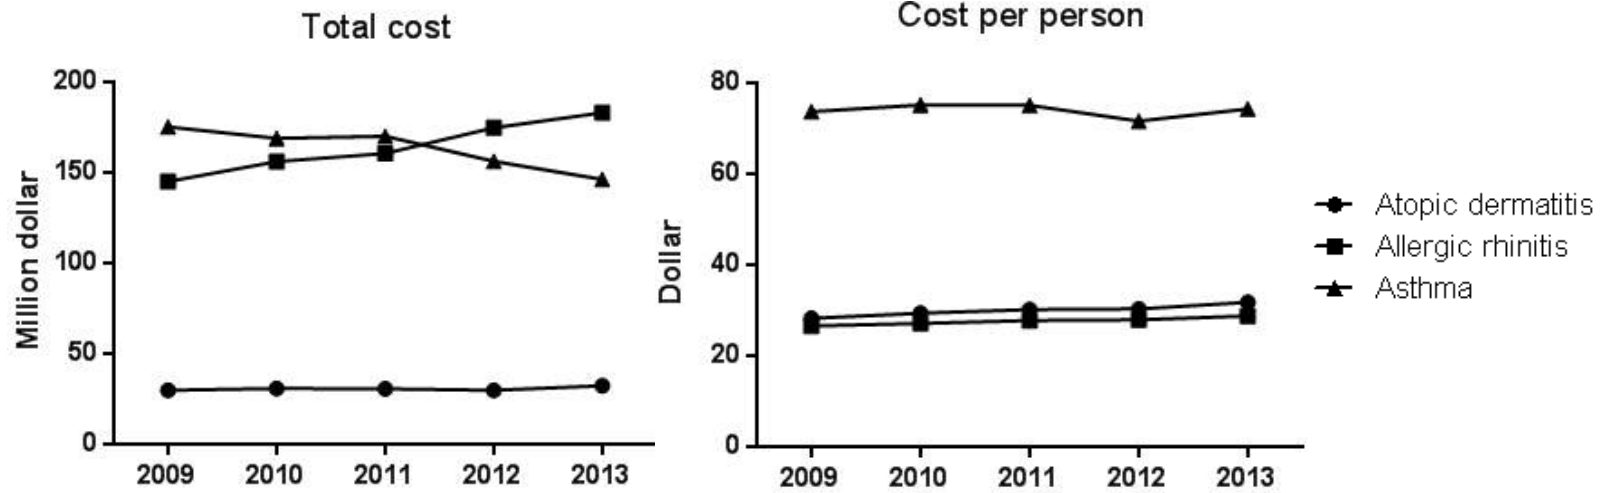 Total cost
Million dollar
200
150
100
50
0
2009 2010 2011 2012 2013
Cost per person
Dollar
80
60
40
20
0
2009 2010 2011 2012 2013
Atopic dermatitis
Allergic rhinitis
Asthma